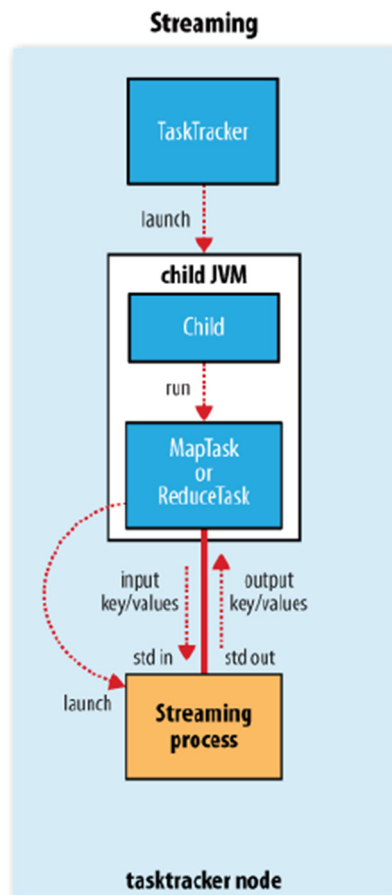 Streaming
TaskTracker
launch
child JVM
Child
run
MapTask
or
ReduceTask
input
key/values
output
key/values
std in
std out
launch
Streaming
process
tasktracker node